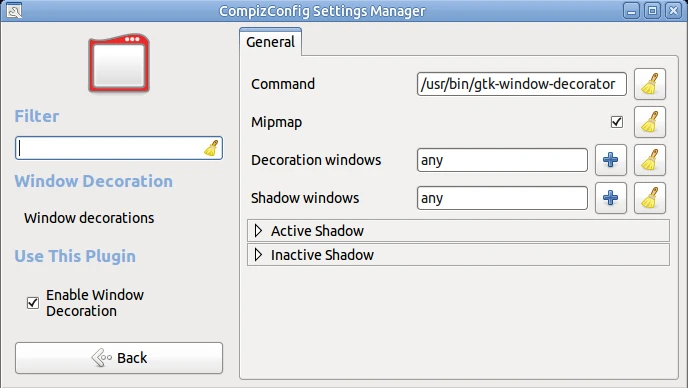 CompizConfig Settings Manager
Filter
Window Decoration
Window decorations
Use This Plugin
Enable Window
Decoration
Back
General
Command
/usr/bin/gtk-window-decorator
Mipmap
Decoration windows
any
Shadow windows
any
Active Shadow
Inactive Shadow